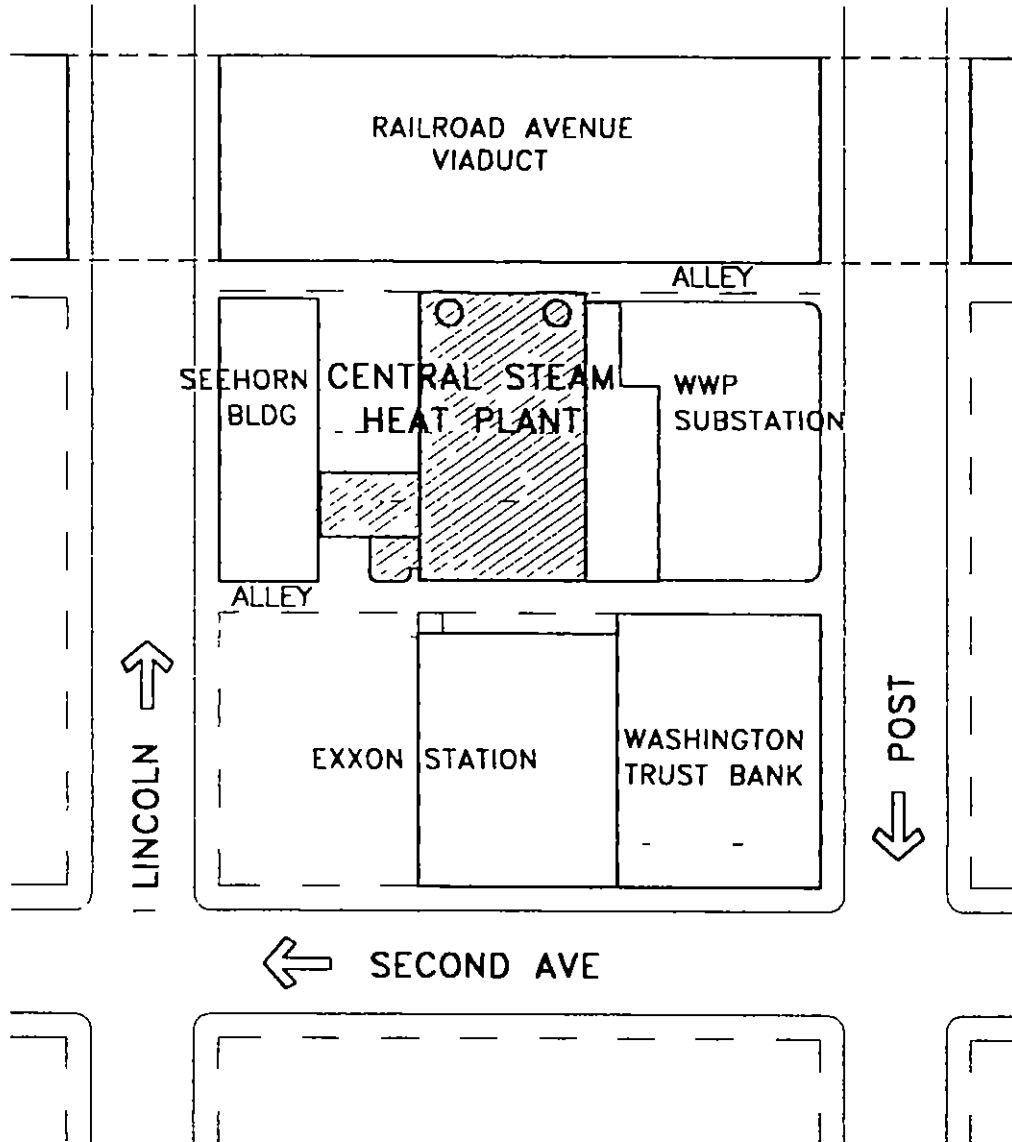 RAILROAD AVENUE
VIADUCT
ALLEY
SEEHORN
BLDG
CENTRAL STEAM
HEAT PLANT
WWP
SUBSTATION
ALLEY
LINCOLN
EXXON STATION
WASHINGTON
TRUST BANK
POST
SECOND AVE